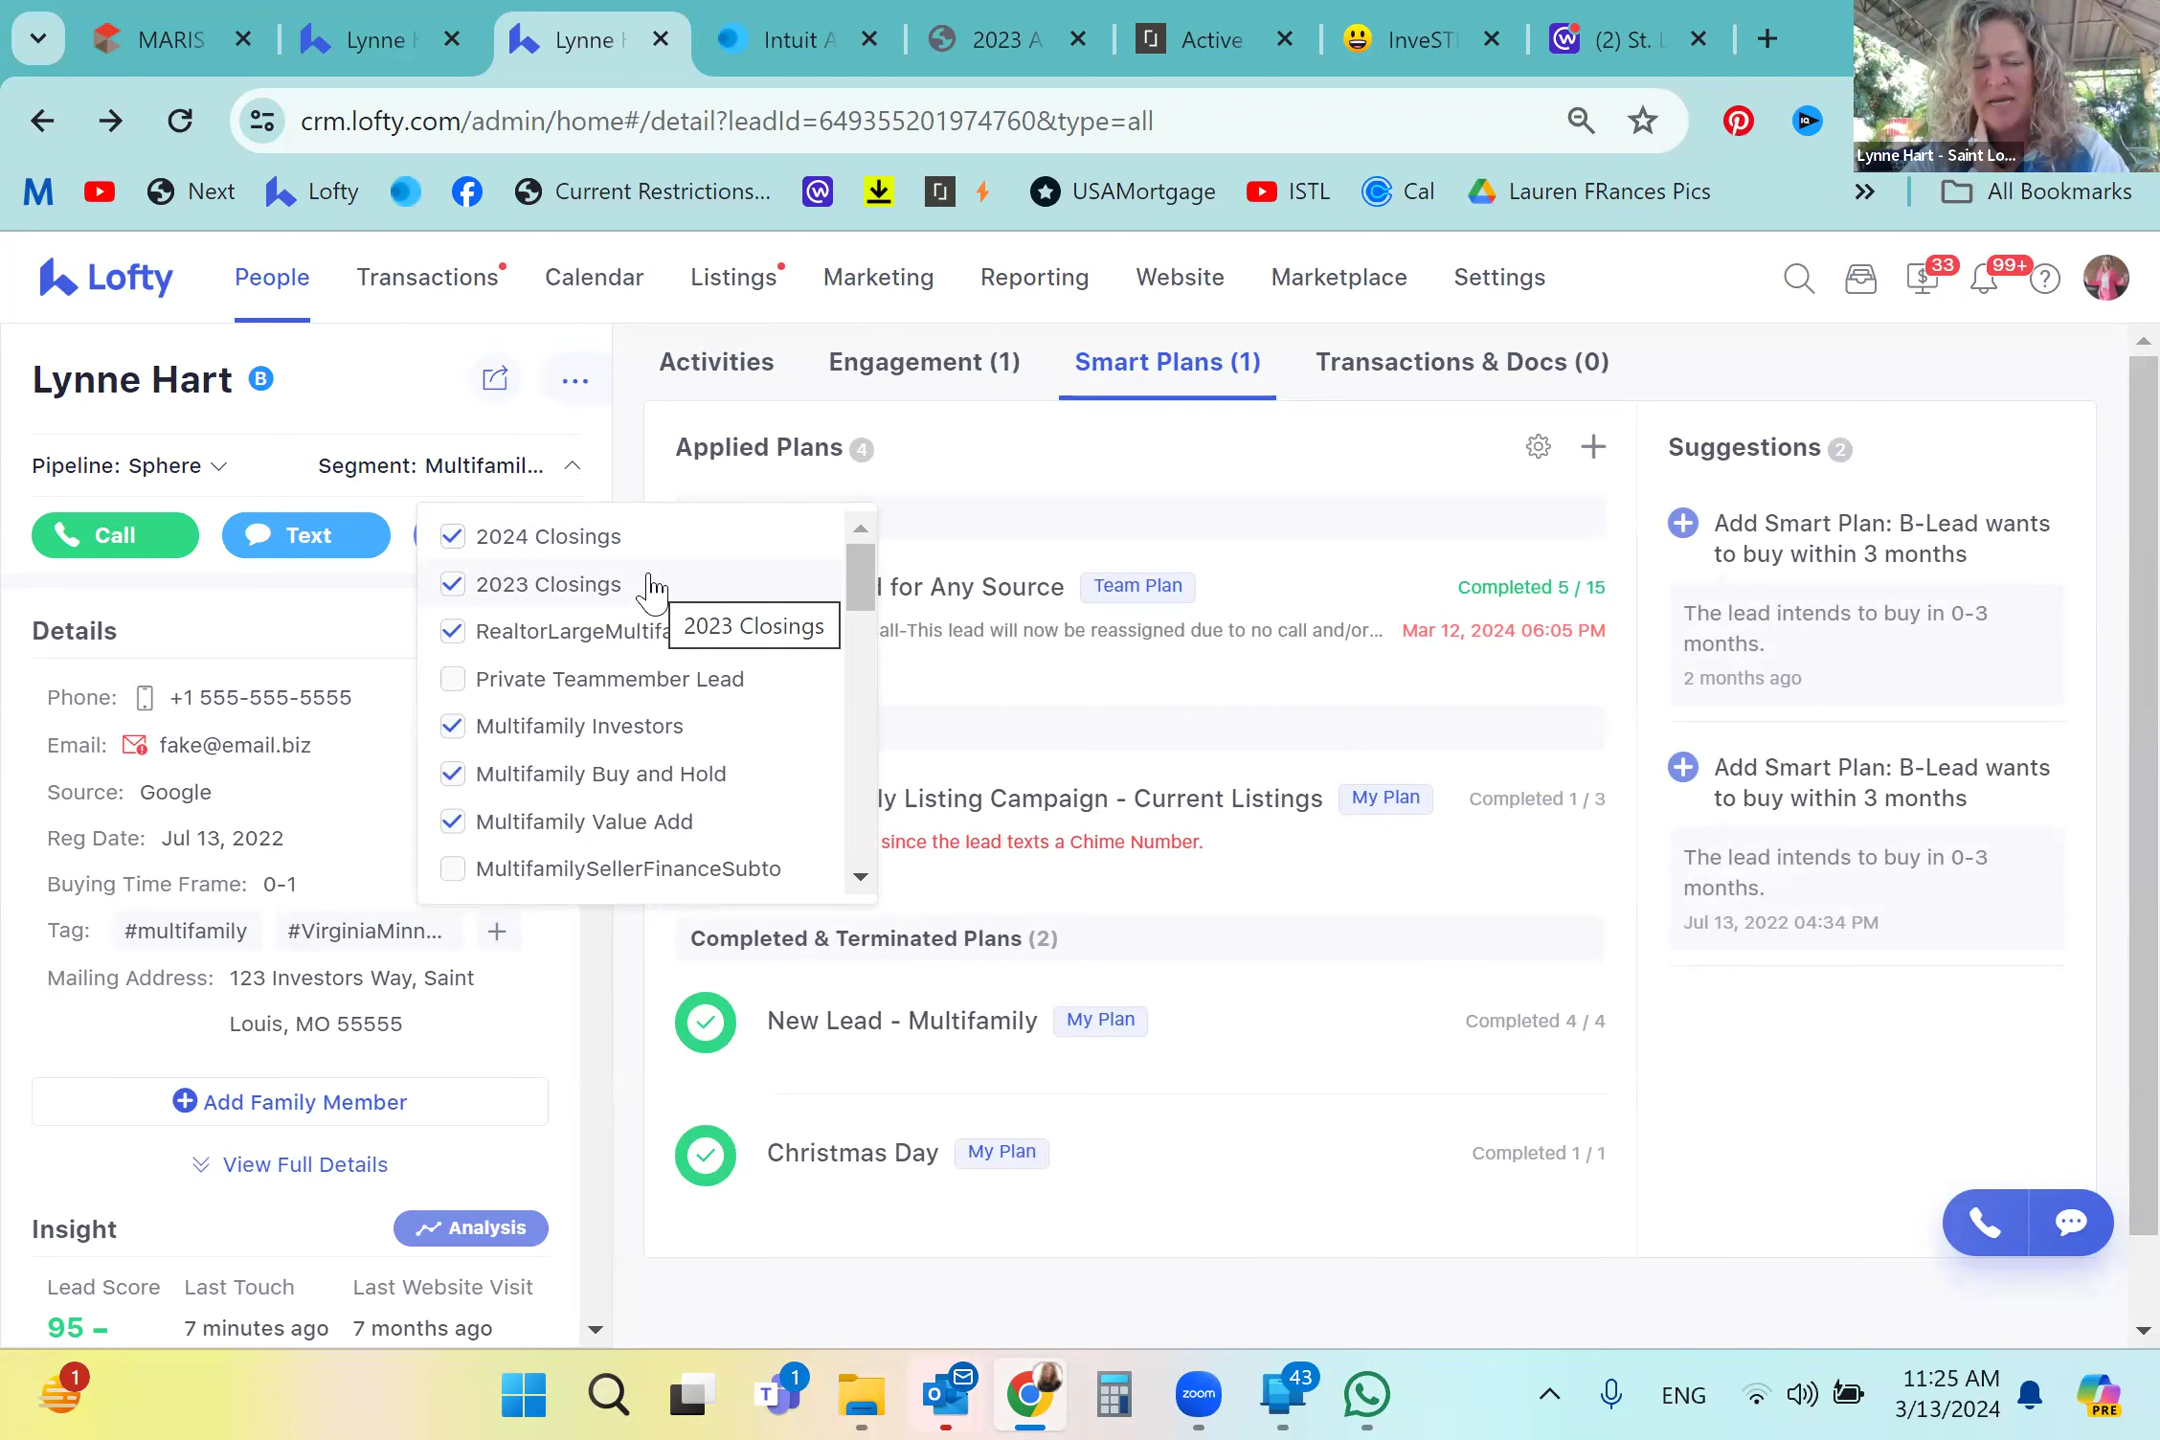 MARIS
Lynne H
Lynne H
Intuit A
2023 A
Active
InveSTL
(2) St. L
crm.lofty.com/admin/home#/detail?leadId=649355201974760&type=all
Lynne Hart - Saint Lo...
M
Next
Lofty
Current Restrictions...
USAMortgage
ISTL
Cal
Lauren FRances Pics
All Bookmarks
Lofty
People
Transactions
Calendar
Listings
Marketing
Reporting
Website
Marketplace
Settings
33
99+
Lynne Hart B
...
Pipeline: Sphere
Segment: Multifamil...
Call
Text
2024 Closings
2023 Closings
RealtorLargeMultifa
2023 Closings
Private Teammember Lead
Multifamily Investors
Multifamily Buy and Hold
Multifamily Value Add
MultifamilySellerFinanceSubto
Details
Phone: +1 555-555-5555
Email: fake@email.biz
Source: Google
Reg Date: Jul 13, 2022
Buying Time Frame: 0-1
Tag: #multifamily #VirginiaMinn... +
Mailing Address: 123 Investors Way, Saint
Louis, MO 55555
Add Family Member
View Full Details
Insight
Analysis
Lead Score Last Touch Last Website Visit
95 – 7 minutes ago 7 months ago
Activities
Engagement (1)
Smart Plans (1)
Transactions & Docs (0)
Applied Plans 4
d for Any Source Team Plan Completed 5 / 15
all-This lead will now be reassigned due to no call and/or... Mar 12, 2024 06:05 PM
ly Listing Campaign - Current Listings My Plan Completed 1 / 3
since the lead texts a Chime Number.
Completed & Terminated Plans (2)
New Lead - Multifamily My Plan Completed 4 / 4
Christmas Day My Plan Completed 1 / 1
Suggestions 2
Add Smart Plan: B-Lead wants
to buy within 3 months
The lead intends to buy in 0-3
months.
2 months ago
Add Smart Plan: B-Lead wants
to buy within 3 months
The lead intends to buy in 0-3
months.
Jul 13, 2022 04:34 PM
1
1
zoom
43
ENG
11:25 AM
3/13/2024
PRE